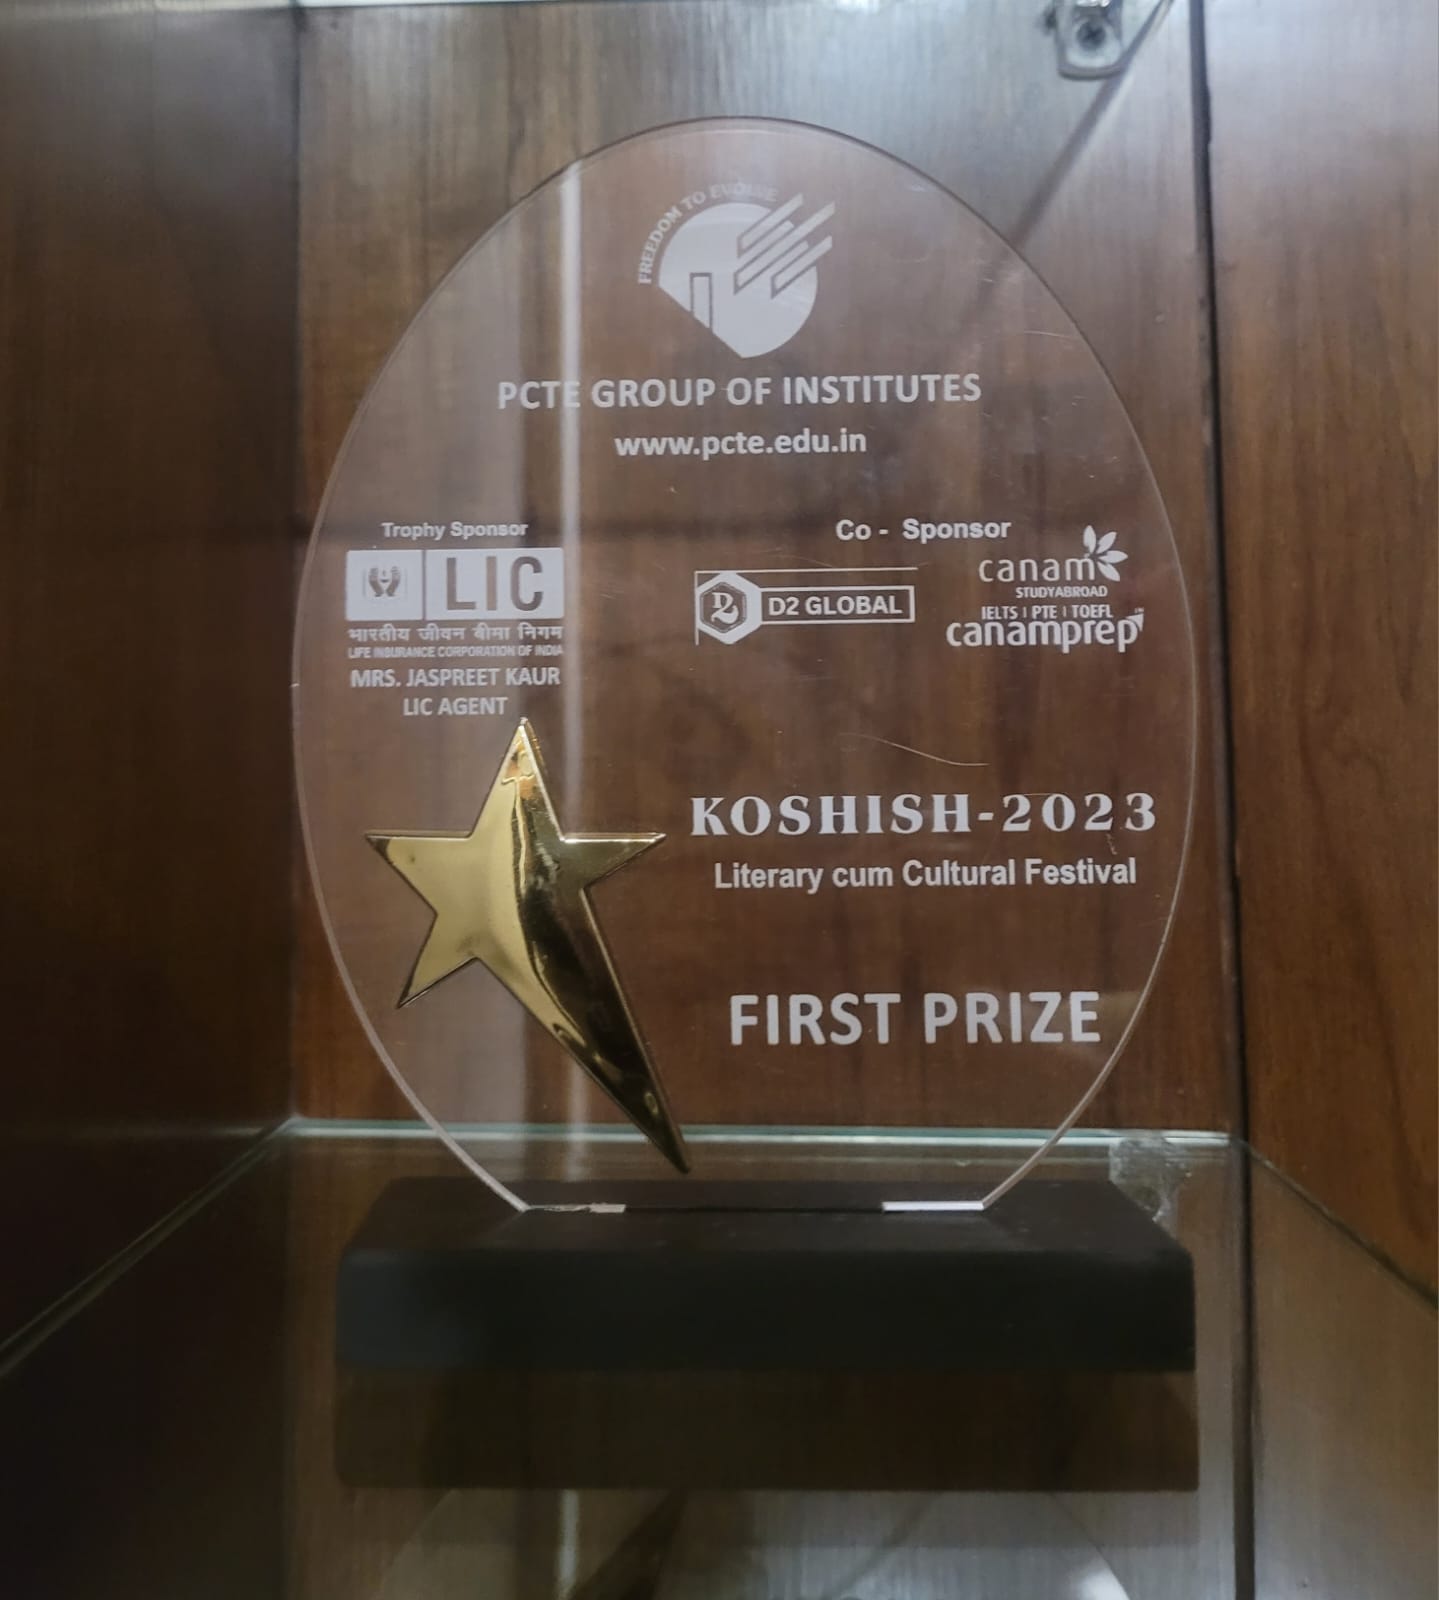 FREEDOM TO EVOLVE
PCTE GROUP OF INSTITUTES
www.pcte.edu.in
Trophy Sponsor
LIC
भारतीय जीवन बीमा निगम
LIFE INSURANCE CORPORATION OF INDIA
MRS. JASPREET KAUR
LIC AGENT
Co - Sponsor
D2 D2 GLOBAL
canam
STUDYABROAD
IELTS | PTE | TOEFL
canamprep
KOSHISH-2023
Literary cum Cultural Festival
FIRST PRIZE